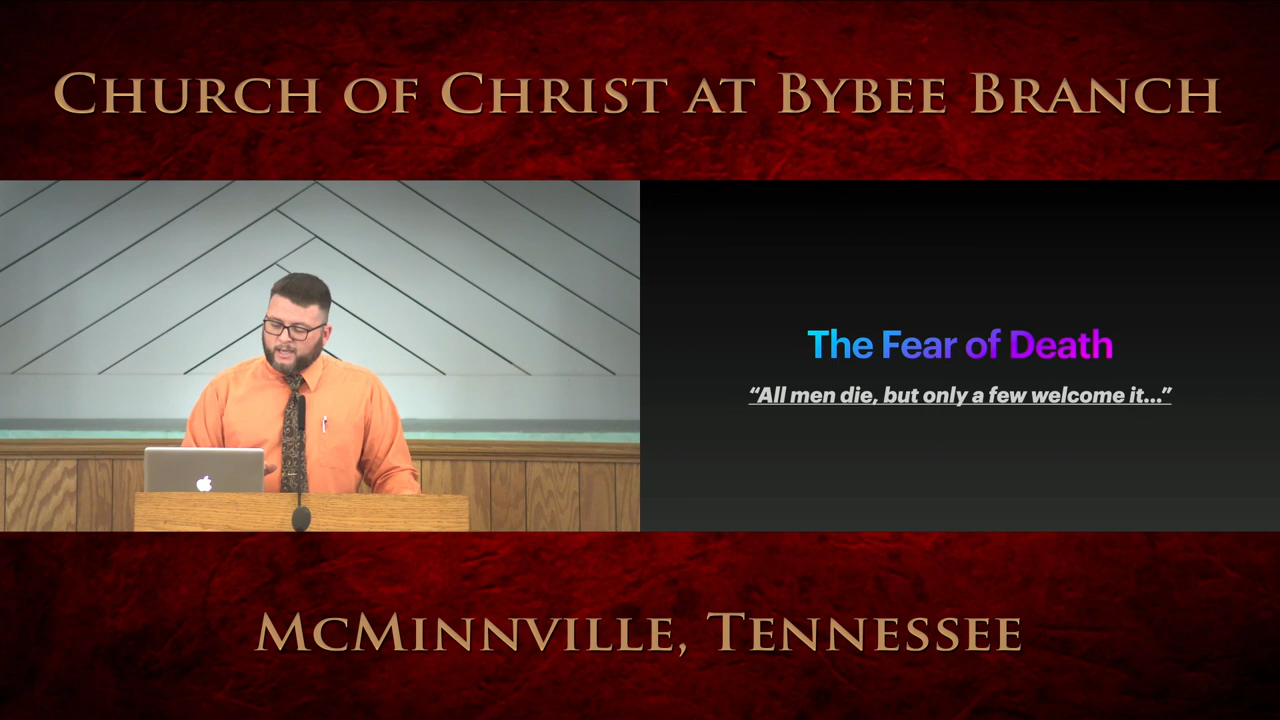 Church of Christ at Bybee Branch
The Fear of Death
“All men die, but only a few welcome it...”
McMinnville, Tennessee